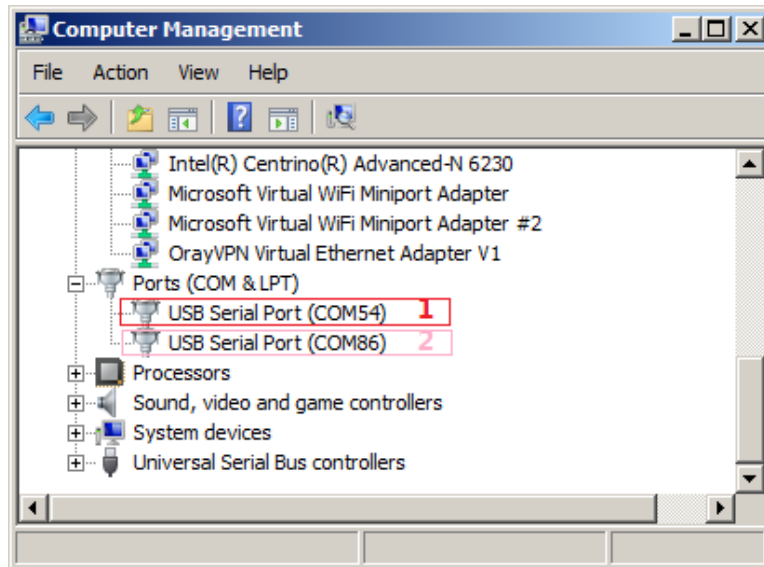 Computer Management
File Action View Help
Intel(R) Centrino(R) Advanced-N 6230
Microsoft Virtual WiFi Miniport Adapter
Microsoft Virtual WiFi Miniport Adapter #2
OrayVPN Virtual Ethernet Adapter V1
Ports (COM & LPT)
USB Serial Port (COM54) 1
USB Serial Port (COM86) 2
Processors
Sound, video and game controllers
System devices
Universal Serial Bus controllers